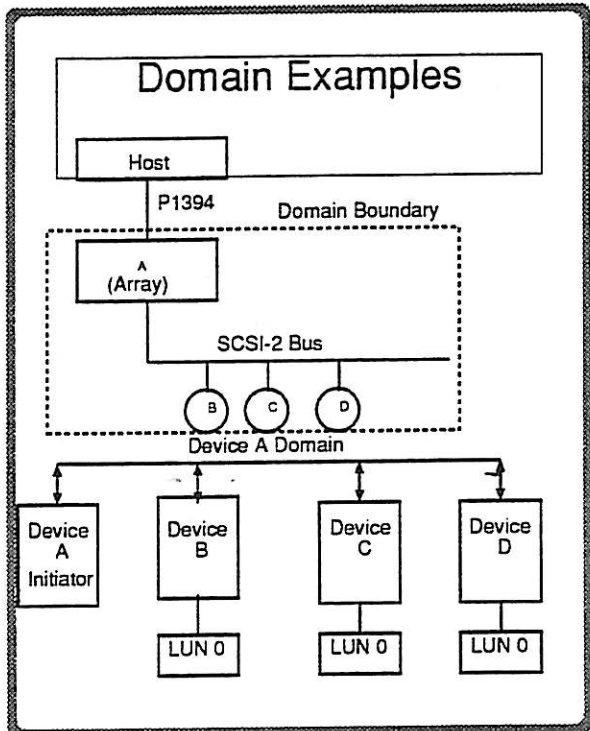 Domain Examples
Host
P1394
Domain Boundary
A
(Array)
SCSI-2 Bus
B
C
D
Device A Domain
Device
A
Initiator
Device
B
Device
C
Device
D
LUN 0
LUN 0
LUN 0